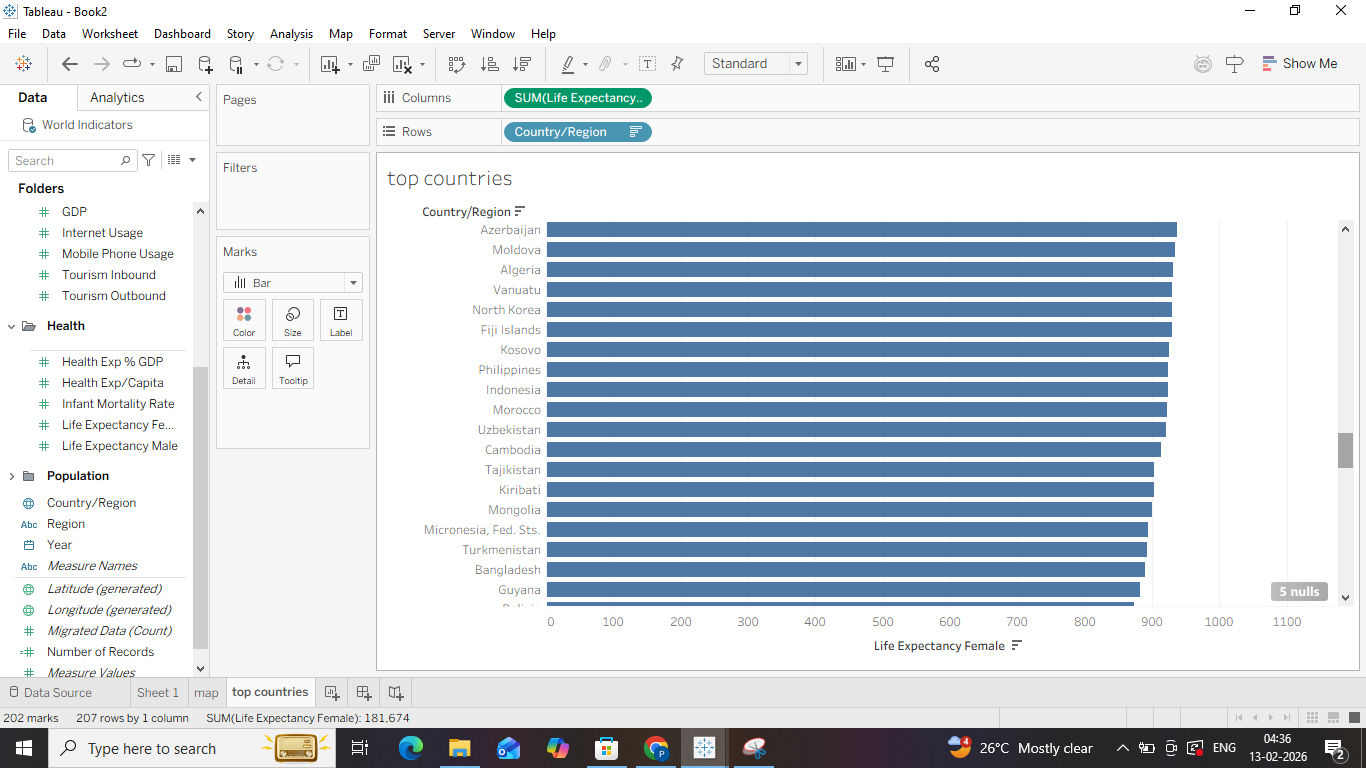 Tableau - Book2
File Data Worksheet Dashboard Story Analysis Map Format Server Window Help
Standard
Show Me
Data Analytics
World Indicators
Search
Folders
GDP
Internet Usage
Mobile Phone Usage
Tourism Inbound
Tourism Outbound
Health
Health Exp % GDP
Health Exp/Capita
Infant Mortality Rate
Life Expectancy Fe...
Life Expectancy Male
Population
Country/Region
Abc Region
Year
Abc Measure Names
Latitude (generated)
Longitude (generated)
Migrated Data (Count)
Number of Records
Measure Values
Pages
Filters
Marks
Bar
Color Size Label
Detail Tooltip
Columns SUM(Life Expectancy..
Rows Country/Region
top countries
Country/Region
Azerbaijan
Moldova
Algeria
Vanuatu
North Korea
Fiji Islands
Kosovo
Philippines
Indonesia
Morocco
Uzbekistan
Cambodia
Tajikistan
Kiribati
Mongolia
Micronesia, Fed. Sts.
Turkmenistan
Bangladesh
Guyana
5 nulls
0 100 200 300 400 500 600 700 800 900 1000 1100
Life Expectancy Female
Data Source Sheet 1 map top countries
202 marks 207 rows by 1 column SUM(Life Expectancy Female): 181,674
Type here to search
4
26°C Mostly clear
ENG
04:36
13-02-2026
2